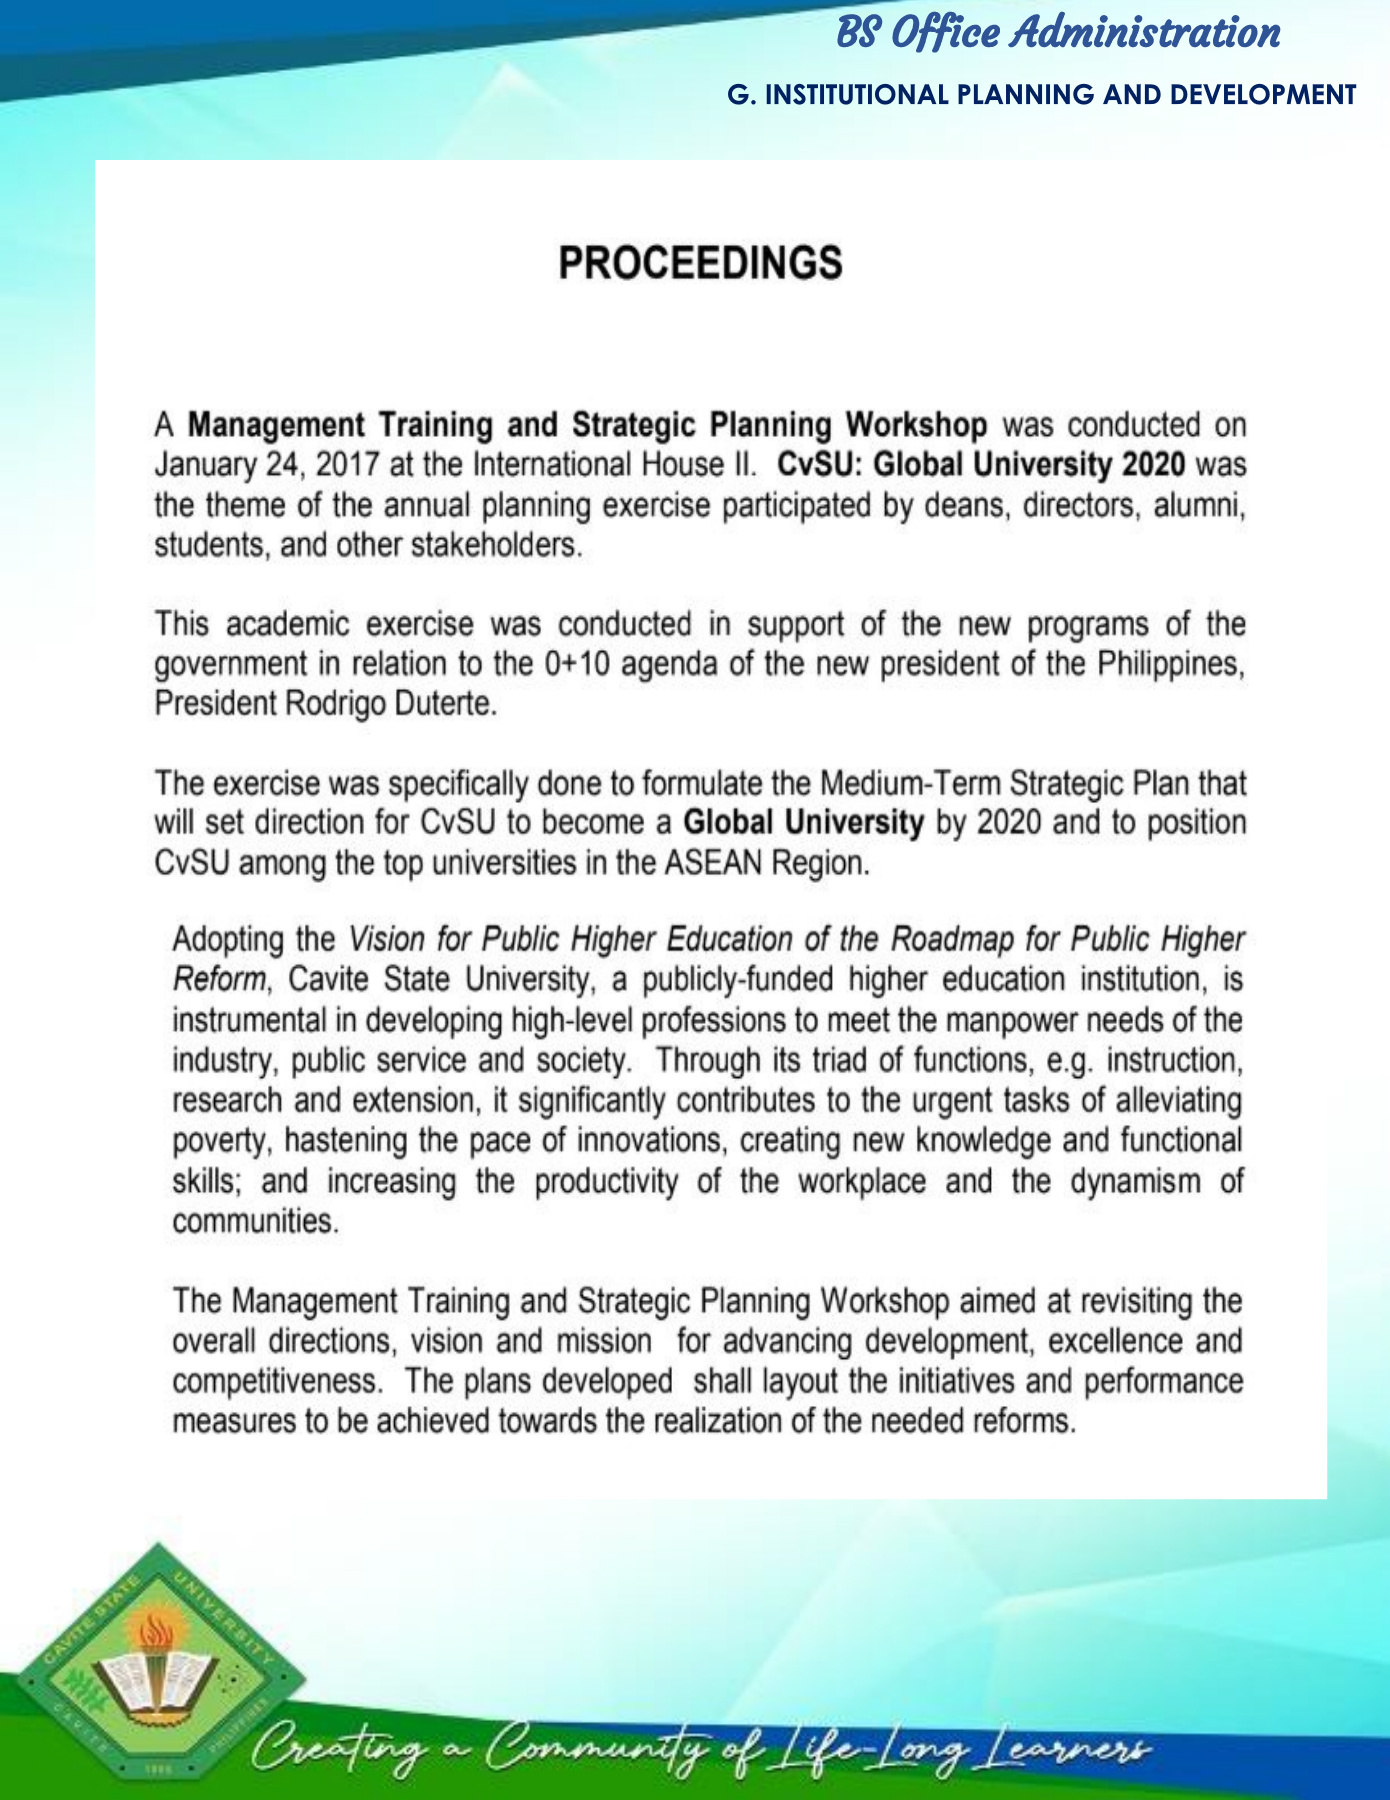 BS Office Administration
G. INSTITUTIONAL PLANNING AND DEVELOPMENT
PROCEEDINGS
A Management Training and Strategic Planning Workshop was conducted on
January 24, 2017 at the International House II. CvSU: Global University 2020 was
the theme of the annual planning exercise participated by deans, directors, alumni,
students, and other stakeholders.
This academic exercise was conducted in support of the new programs of the
government in relation to the 0+10 agenda of the new president of the Philippines,
President Rodrigo Duterte.
The exercise was specifically done to formulate the Medium-Term Strategic Plan that
will set direction for CvSU to become a Global University by 2020 and to position
CvSU among the top universities in the ASEAN Region.
Adopting the Vision for Public Higher Education of the Roadmap for Public Higher
Reform, Cavite State University, a publicly-funded higher education institution, is
instrumental in developing high-level professions to meet the manpower needs of the
industry, public service and society. Through its triad of functions, e.g. instruction,
research and extension, it significantly contributes to the urgent tasks of alleviating
poverty, hastening the pace of innovations, creating new knowledge and functional
skills; and increasing the productivity of the workplace and the dynamism of
communities.
The Management Training and Strategic Planning Workshop aimed at revisiting the
overall directions, vision and mission for advancing development, excellence and
competitiveness. The plans developed shall layout the initiatives and performance
measures to be achieved towards the realization of the needed reforms.
CAVITE STATE UNIVERSITY
CAVITE
PHILIPPINES
1906
Creating a Community of Life-Long Learners